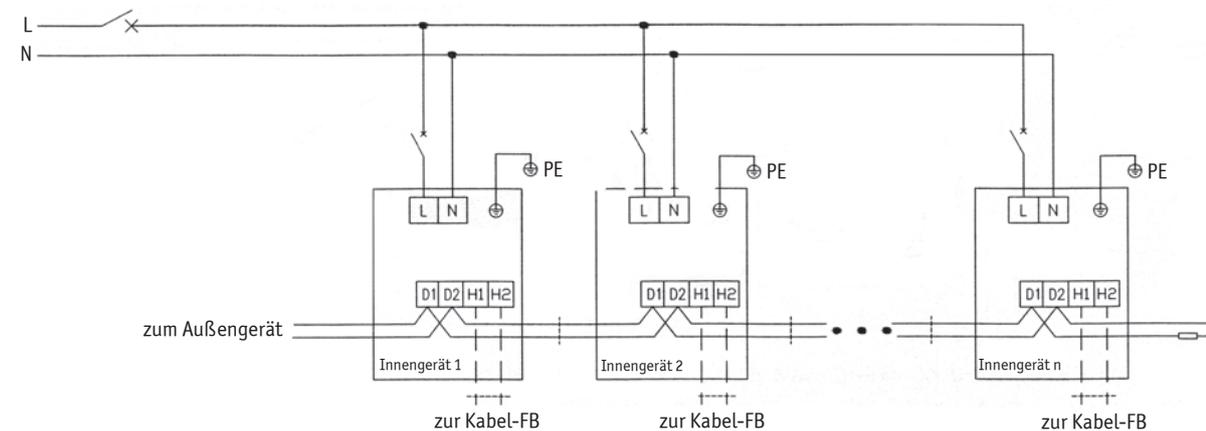 L
N
PE
PE
PE
L N
L N
L N
D1 D2 H1 H2
D1 D2 H1 H2
D1 D2 H1 H2
zum Außengerät
Innengerät 1
Innengerät 2
Innengerät n
zur Kabel-FB
zur Kabel-FB
zur Kabel-FB